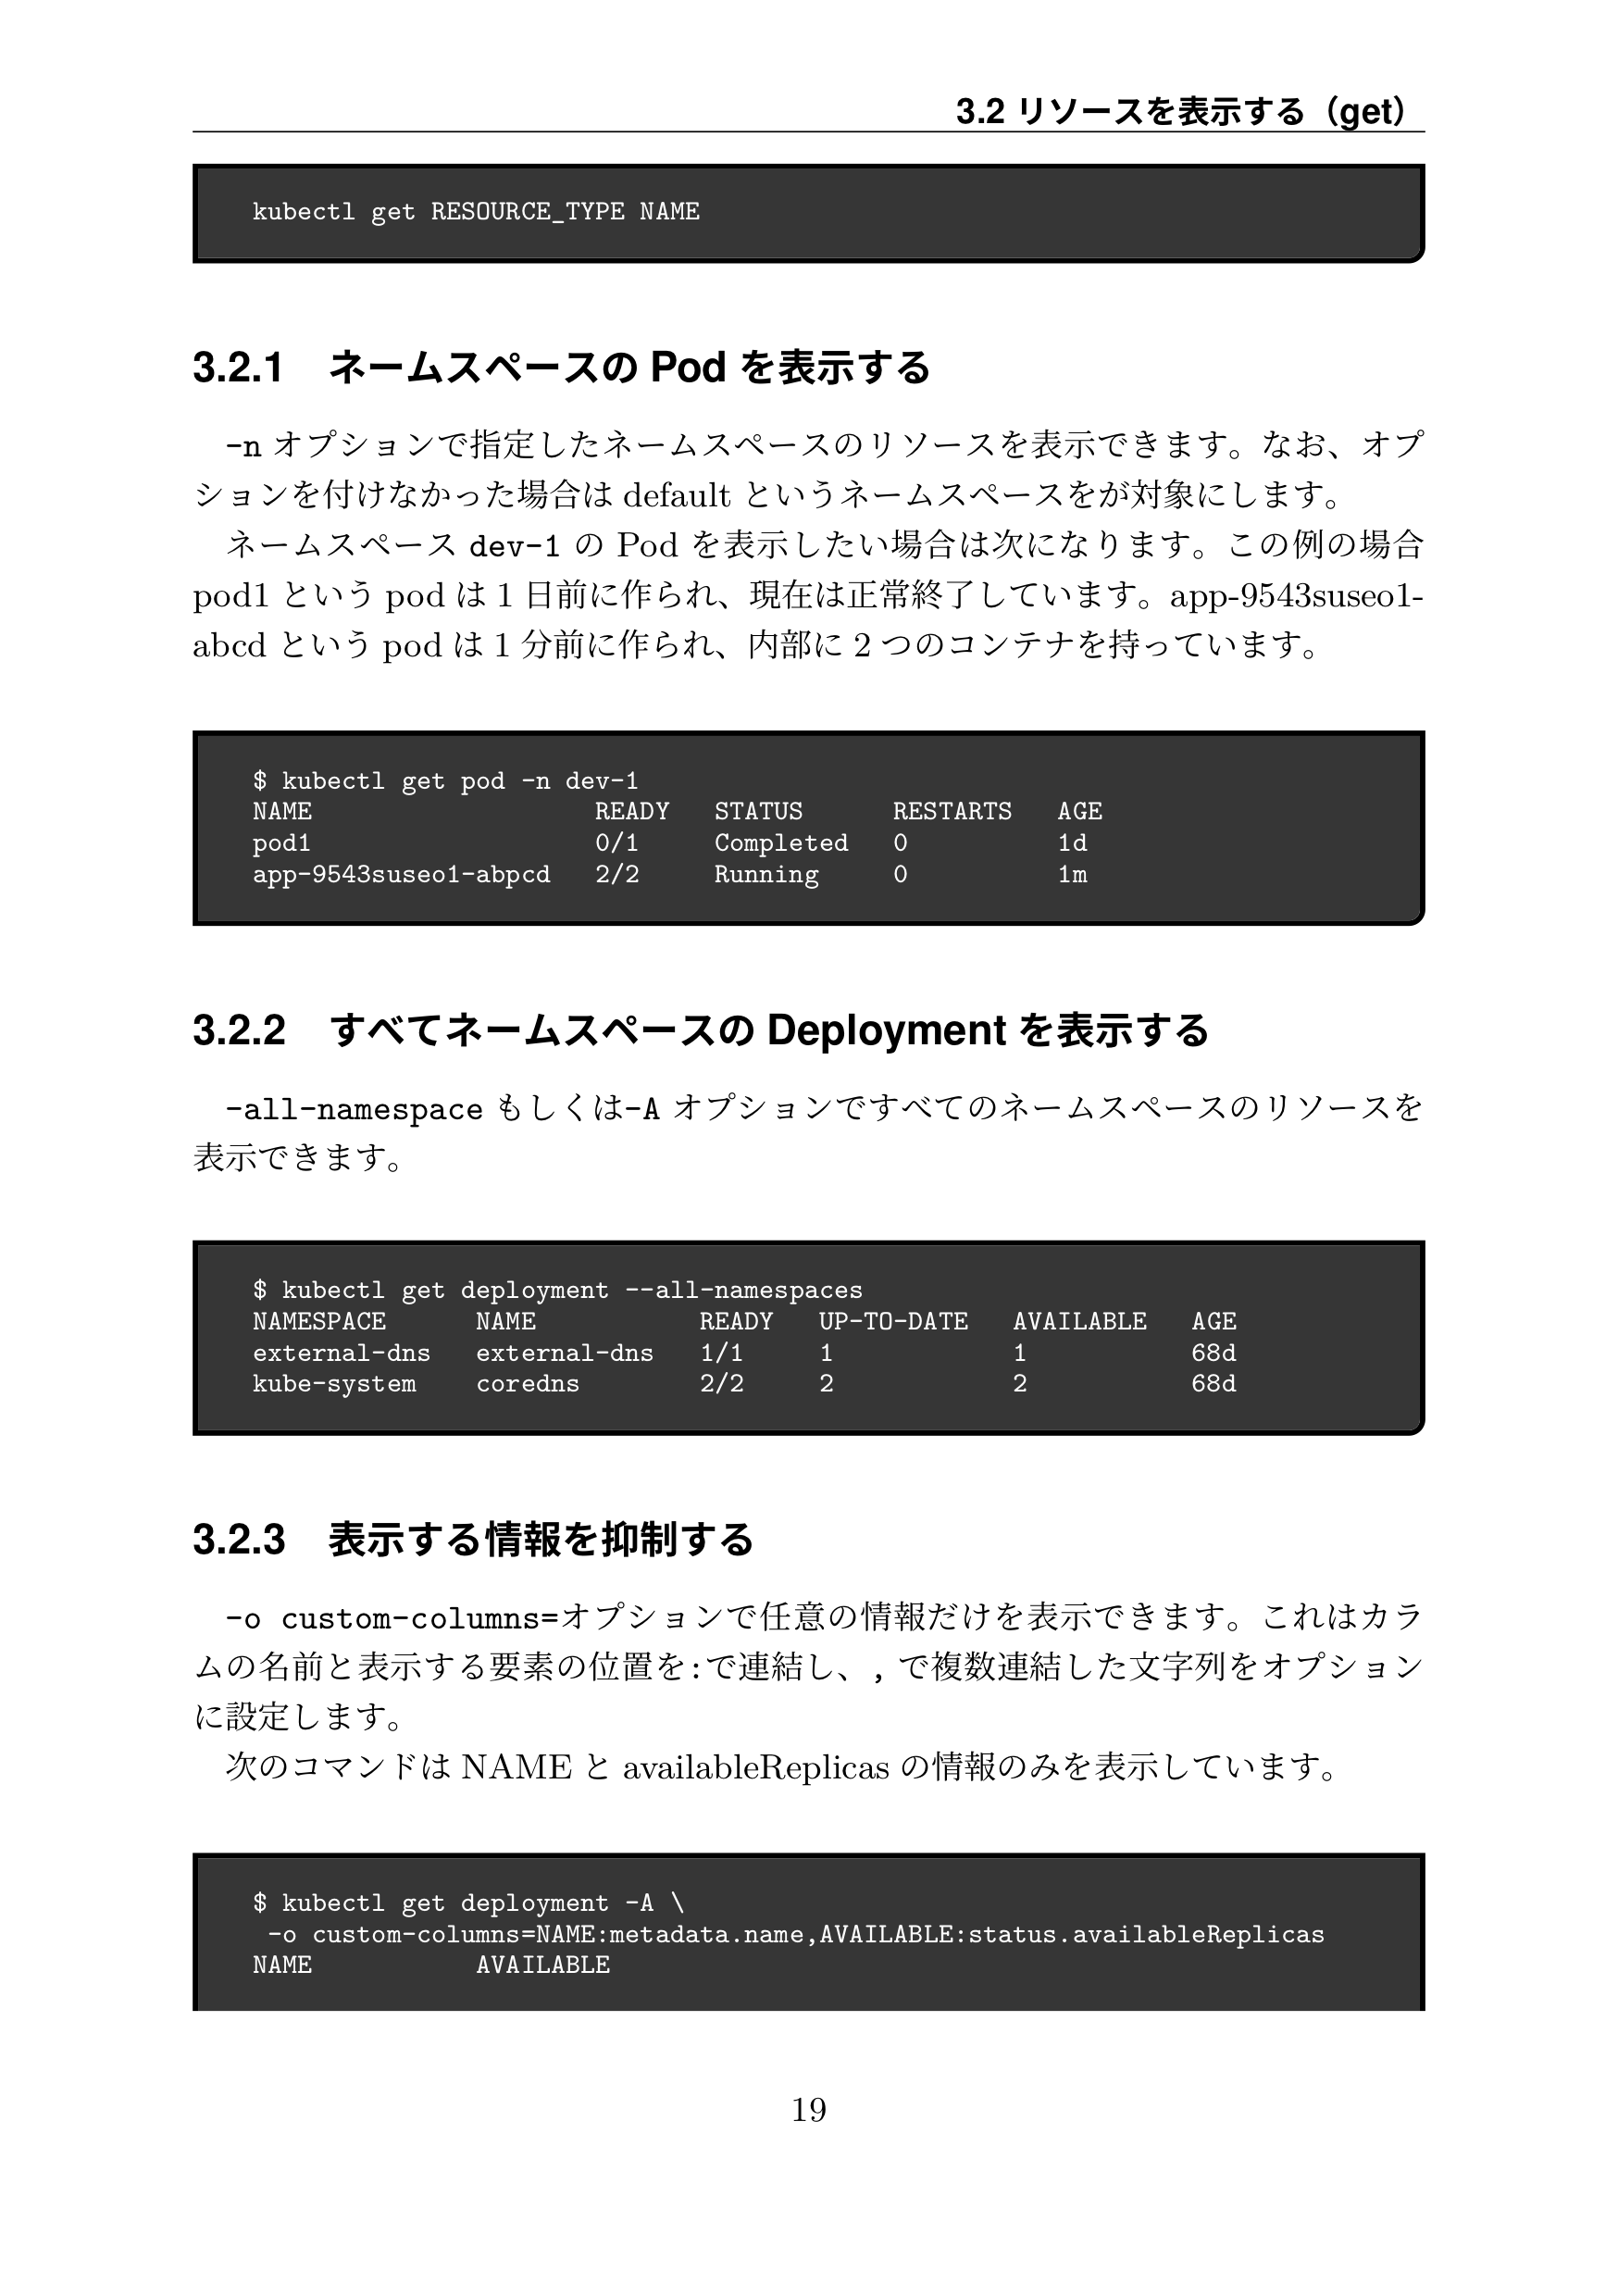 3.2 リソースを表示する（get）
kubectl get RESOURCE_TYPE NAME
3.2.1 ネームスペースの Pod を表示する
-n オプションで指定したネームスペースのリソースを表示できます。なお、オプ
ションを付けなかった場合は default というネームスペースをが対象にします。
ネームスペース dev-1 の Pod を表示したい場合は次になります。この例の場合
pod1 という pod は 1 日前に作られ、現在は正常終了しています。app-9543suseo1-
abcd という pod は 1 分前に作られ、内部に 2 つのコンテナを持っています。
$ kubectl get pod -n dev-1
NAME                   READY   STATUS      RESTARTS   AGE
pod1                   0/1     Completed   0          1d
app-9543suseo1-abpcd   2/2     Running     0          1m
3.2.2 すべてネームスペースの Deployment を表示する
-all-namespace もしくは-A オプションですべてのネームスペースのリソースを
表示できます。
$ kubectl get deployment --all-namespaces
NAMESPACE      NAME           READY   UP-TO-DATE   AVAILABLE   AGE
external-dns   external-dns   1/1     1            1           68d
kube-system    coredns        2/2     2            2           68d
3.2.3 表示する情報を抑制する
-o custom-columns=オプションで任意の情報だけを表示できます。これはカラ
ムの名前と表示する要素の位置を:で連結し、, で複数連結した文字列をオプション
に設定します。
次のコマンドは NAME と availableReplicas の情報のみを表示しています。
$ kubectl get deployment -A \
 -o custom-columns=NAME:metadata.name,AVAILABLE:status.availableReplicas
NAME           AVAILABLE
19